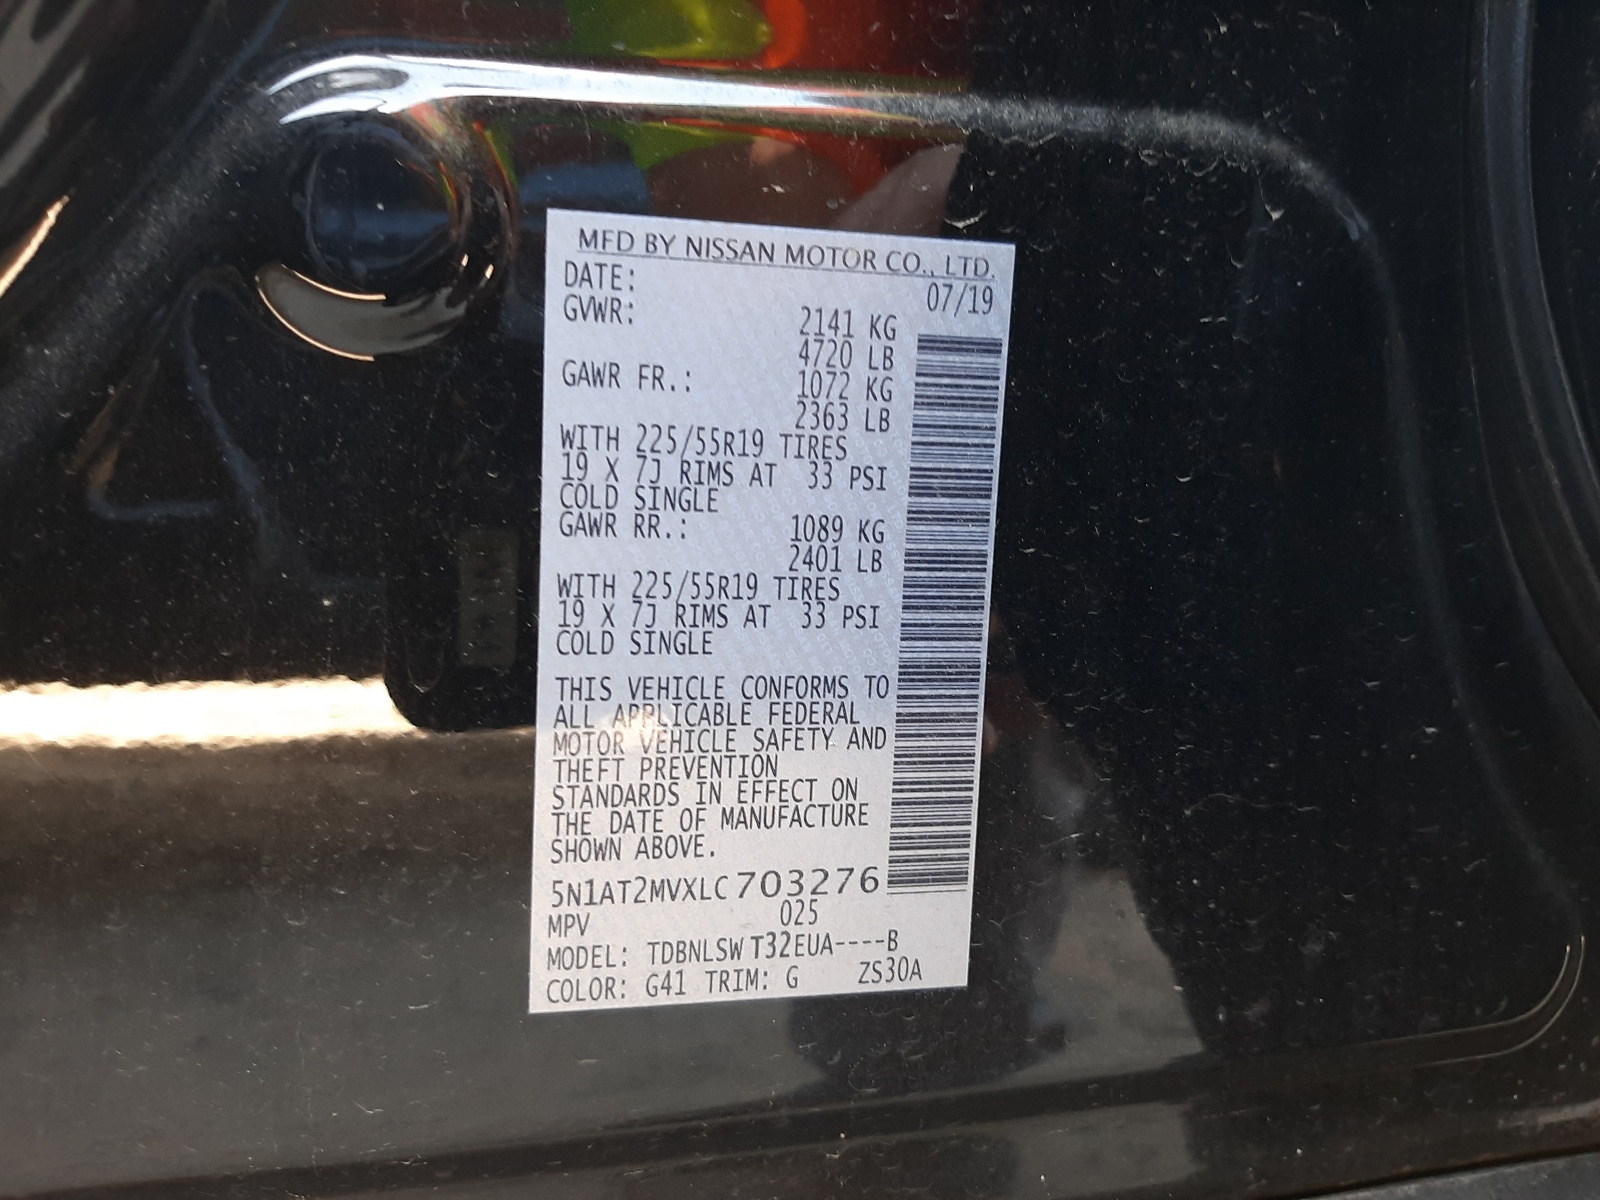 MFD BY NISSAN MOTOR CO., LTD.
DATE: 07/19
GVWR: 2141 KG
4720 LB
GAWR FR.: 1072 KG
2363 LB
WITH 225/55R19 TIRES
19 X 7J RIMS AT 33 PSI
COLD SINGLE
GAWR RR.: 1089 KG
2401 LB
WITH 225/55R19 TIRES
19 X 7J RIMS AT 33 PSI
COLD SINGLE
THIS VEHICLE CONFORMS TO
ALL APPLICABLE FEDERAL
MOTOR VEHICLE SAFETY AND
THEFT PREVENTION
STANDARDS IN EFFECT ON
THE DATE OF MANUFACTURE
SHOWN ABOVE.
5N1AT2MVXLC703276
MPV 025
MODEL: TDBNLSW T32EUA----B
COLOR: G41 TRIM: G ZS30A